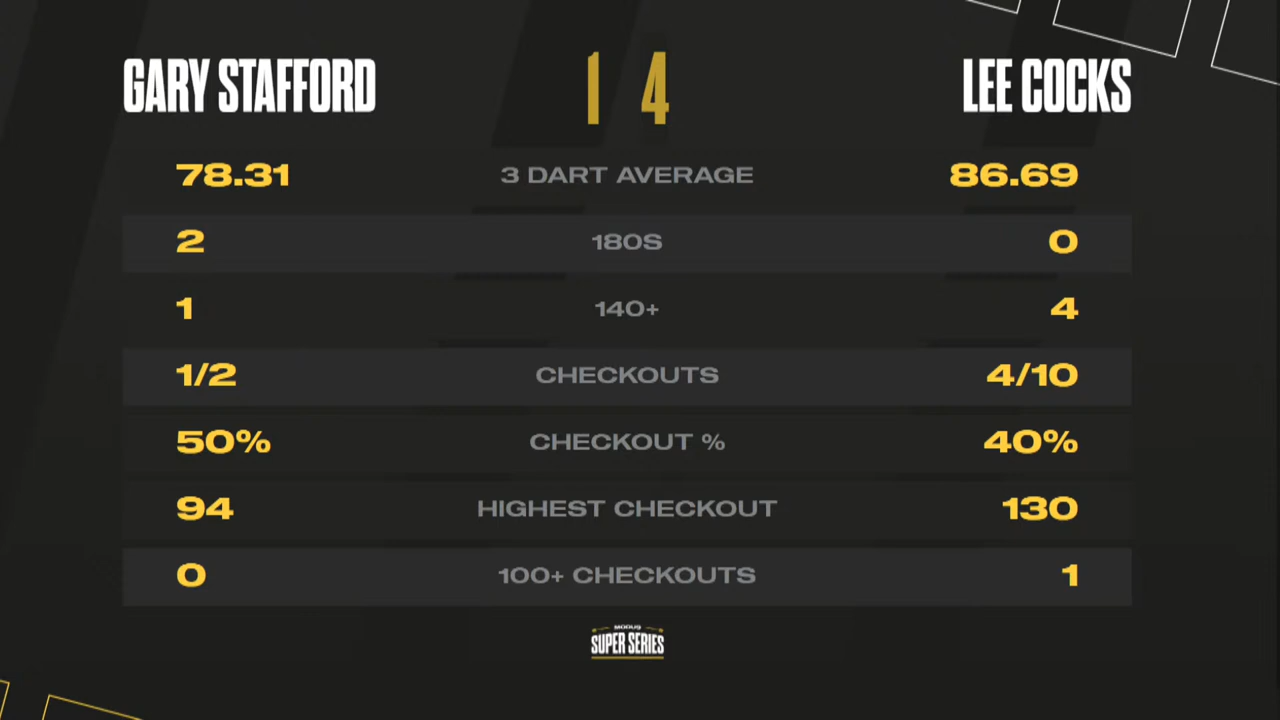 GARY STAFFORD 1 4 LEE COCKS
78.31 3 DART AVERAGE 86.69
2 180S 0
1 140+ 4
1/2 CHECKOUTS 4/10
50% CHECKOUT % 40%
94 HIGHEST CHECKOUT 130
0 100+ CHECKOUTS 1
MODUS
SUPER SERIES